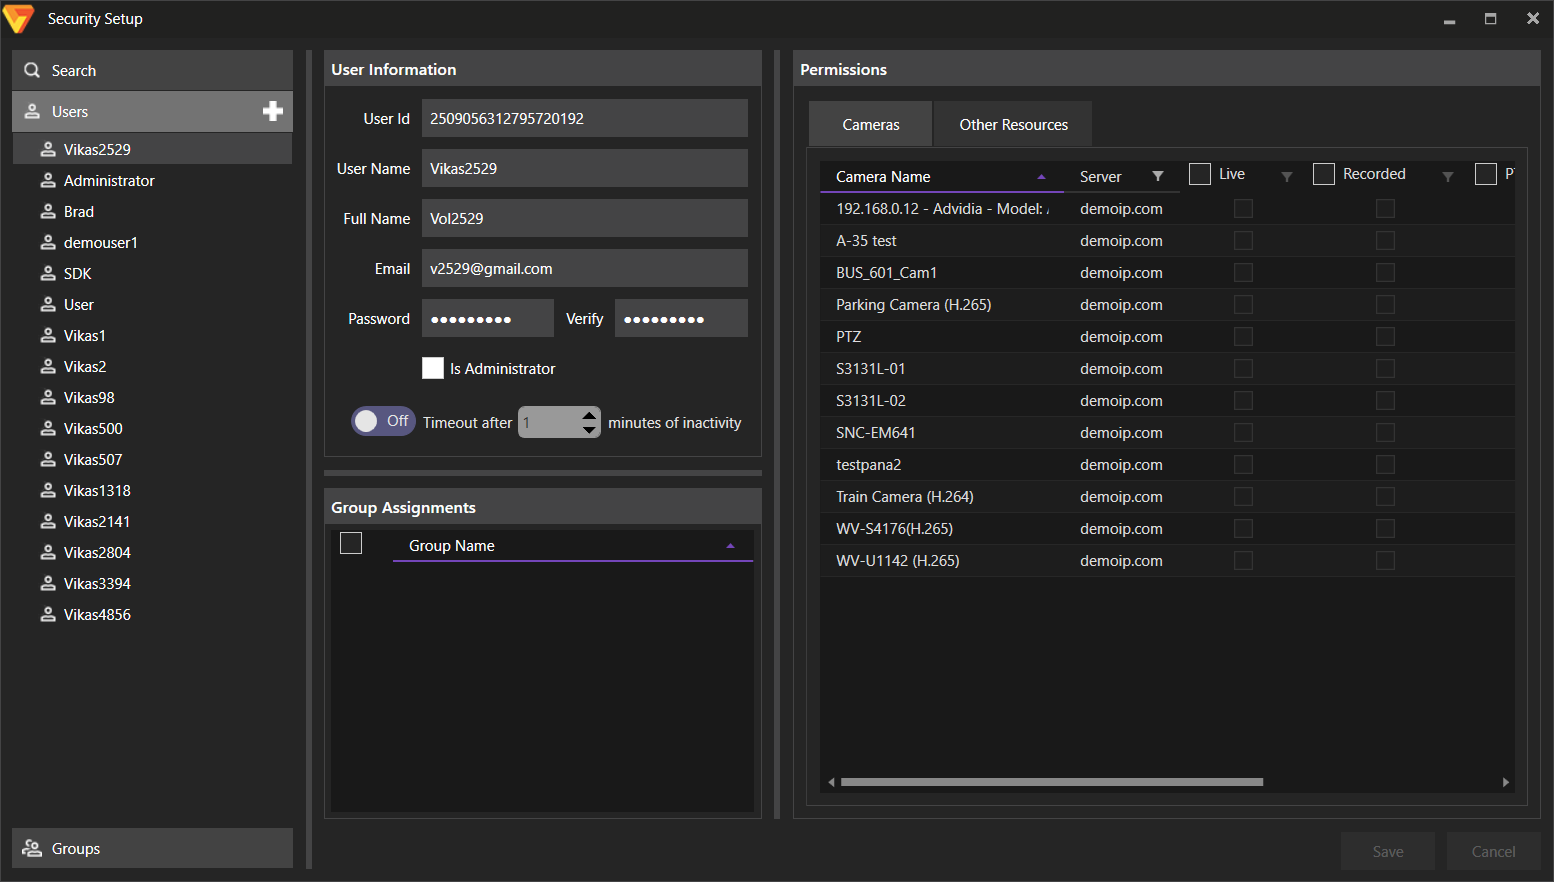 Security Setup
Search
Users
Vikas2529
Administrator
Brad
demouser1
SDK
User
Vikas1
Vikas2
Vikas98
Vikas500
Vikas507
Vikas1318
Vikas2141
Vikas2804
Vikas3394
Vikas4856
Groups
User Information
User Id 2509056312795720192
User Name Vikas2529
Full Name Vol2529
Email v2529@gmail.com
Password ●●●●●●●●● Verify ●●●●●●●●●
Is Administrator
Off Timeout after 1 minutes of inactivity
Group Assignments
Group Name
Permissions
Cameras Other Resources
Camera Name Server Live Recorded
192.168.0.12 - Advidia - Model: demoip.com
A-35 test demoip.com
BUS_601_Cam1 demoip.com
Parking Camera (H.265) demoip.com
PTZ demoip.com
S3131L-01 demoip.com
S3131L-02 demoip.com
SNC-EM641 demoip.com
testpana2 demoip.com
Train Camera (H.264) demoip.com
WV-S4176(H.265) demoip.com
WV-U1142 (H.265) demoip.com
Save Cancel